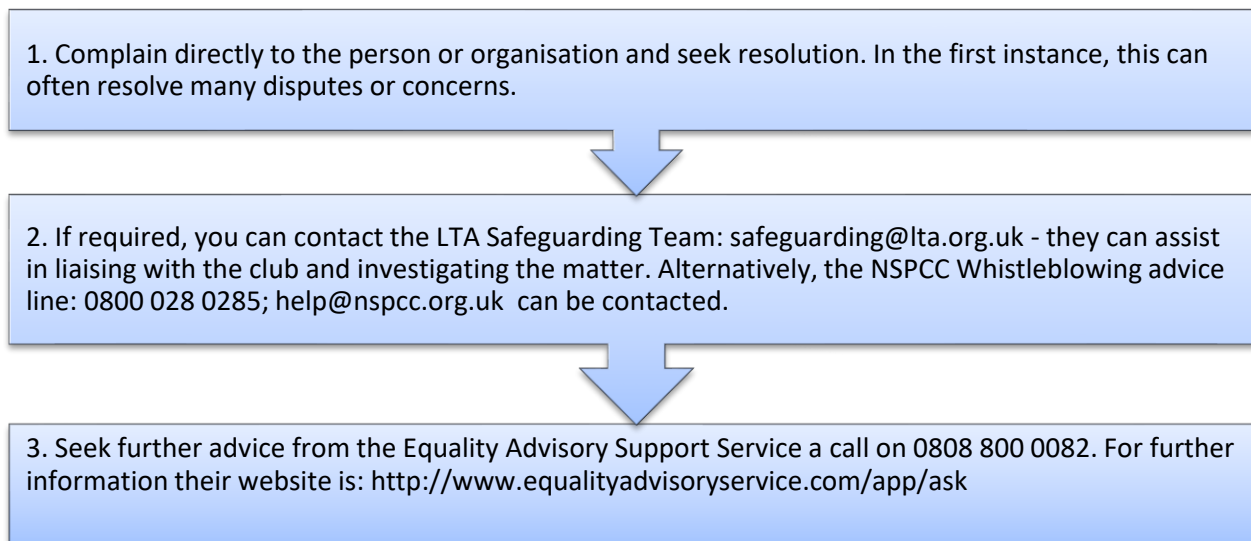 1. Complain directly to the person or organisation and seek resolution. In the first instance, this can
often resolve many disputes or concerns.
2. If required, you can contact the LTA Safeguarding Team: safeguarding@lta.org.uk - they can assist
in liaising with the club and investigating the matter. Alternatively, the NSPCC Whistleblowing advice
line: 0800 028 0285; help@nspcc.org.uk  can be contacted.
3. Seek further advice from the Equality Advisory Support Service a call on 0808 800 0082. For further
information their website is: http://www.equalityadvisoryservice.com/app/ask